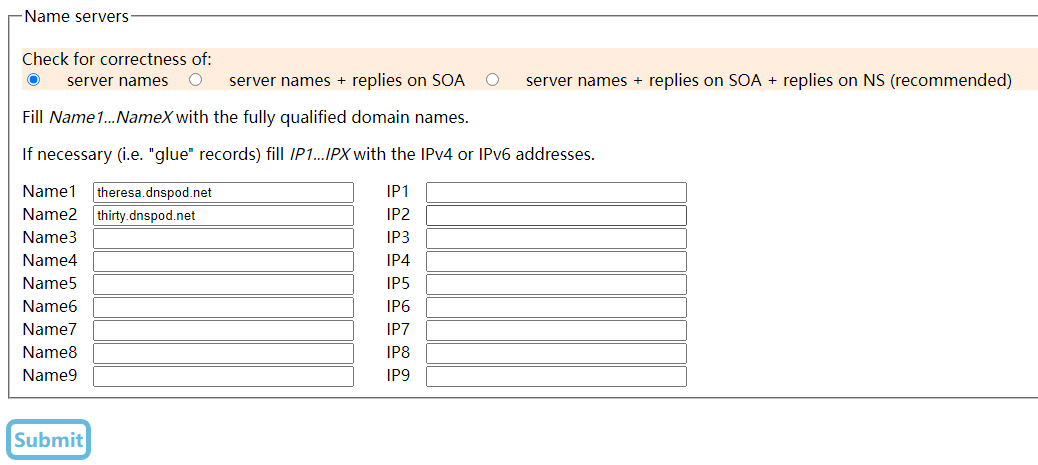 Name servers
Check for correctness of:
server names server names + replies on SOA server names + replies on SOA + replies on NS (recommended)
Fill Name1...NameX with the fully qualified domain names.
If necessary (i.e. "glue" records) fill IP1...IPX with the IPv4 or IPv6 addresses.
Name1 theresa.dnspod.net IP1
Name2 thirty.dnspod.net IP2
Name3 IP3
Name4 IP4
Name5 IP5
Name6 IP6
Name7 IP7
Name8 IP8
Name9 IP9
Submit